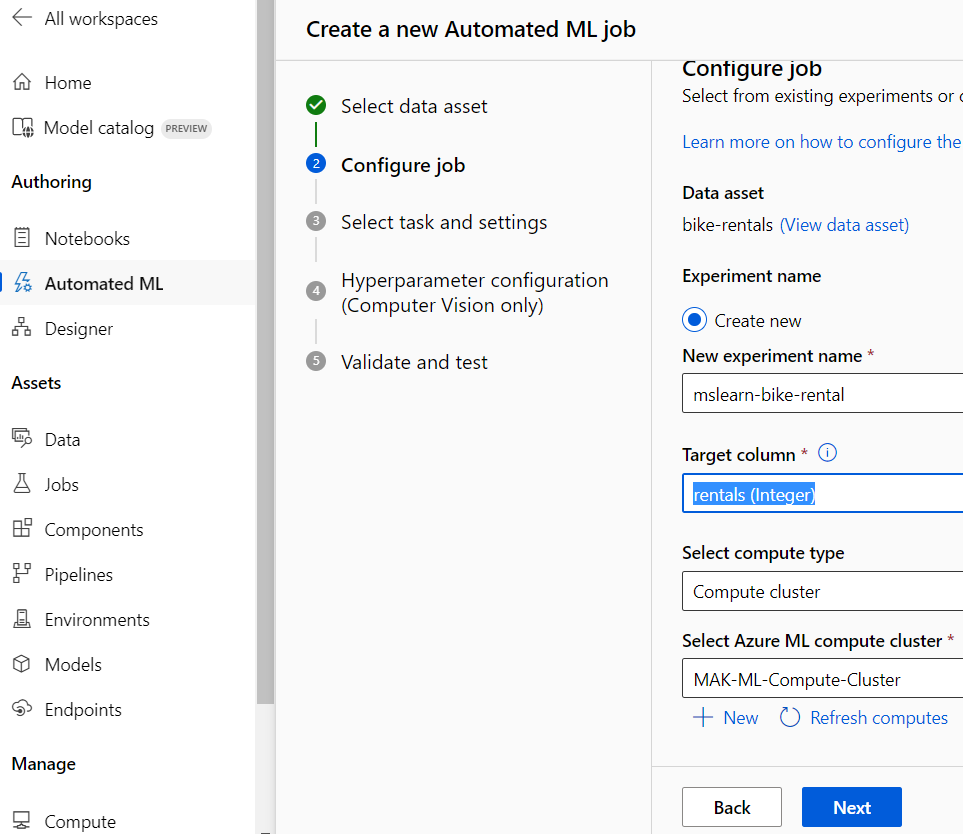 All workspaces
Home
Model catalog PREVIEW
Authoring
Notebooks
Automated ML
Designer
Assets
Data
Jobs
Components
Pipelines
Environments
Models
Endpoints
Manage
Compute
Create a new Automated ML job
Select data asset
2 Configure job
3 Select task and settings
4 Hyperparameter configuration
(Computer Vision only)
5 Validate and test
Configure job
Select from existing experiments or
Learn more on how to configure the
Data asset
bike-rentals (View data asset)
Experiment name
Create new
New experiment name *
mslearn-bike-rental
Target column *
rentals (Integer)
Select compute type
Compute cluster
Select Azure ML compute cluster *
MAK-ML-Compute-Cluster
New Refresh computes
Back Next